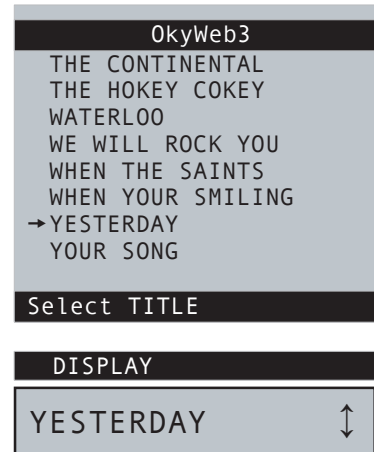 OkyWeb3
THE CONTINENTAL
THE HOKEY COKEY
WATERLOO
WE WILL ROCK YOU
WHEN THE SAINTS
WHEN YOUR SMILING
→YESTERDAY
YOUR SONG
Select TITLE
DISPLAY
YESTERDAY ↕